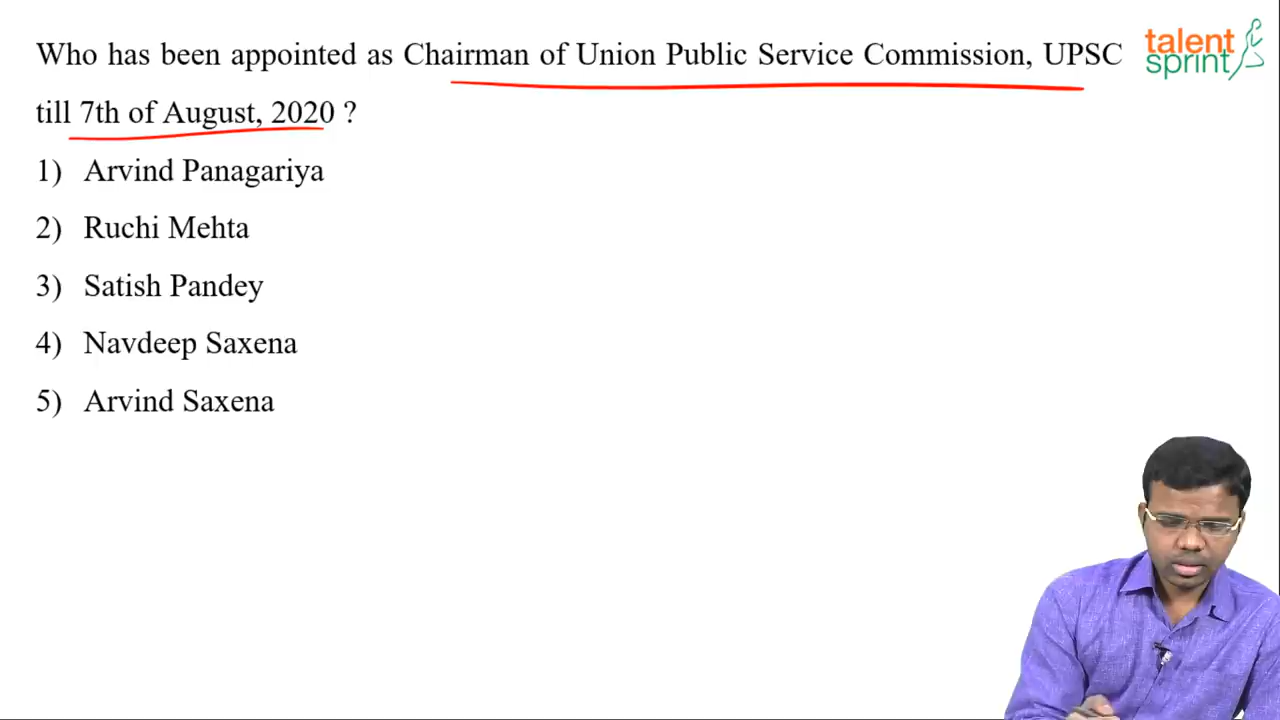 Who has been appointed as Chairman of Union Public Service Commission, UPSC
till 7th of August, 2020 ?
1) Arvind Panagariya
2) Ruchi Mehta
3) Satish Pandey
4) Navdeep Saxena
5) Arvind Saxena
talent
sprint